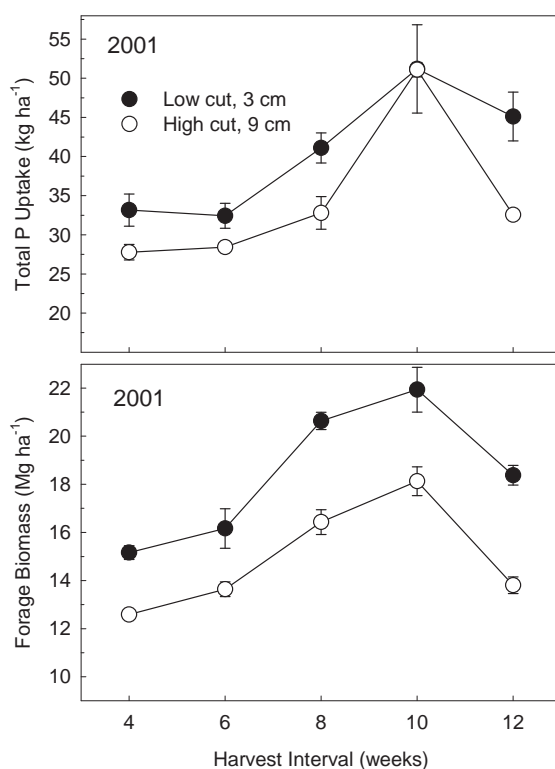 2001
Low cut, 3 cm
High cut, 9 cm
Total P Uptake (kg ha⁻¹)
55
50
45
40
35
30
25
20
2001
Forage Biomass (Mg ha⁻¹)
22
20
18
16
14
12
10
4 6 8 10 12
Harvest Interval (weeks)